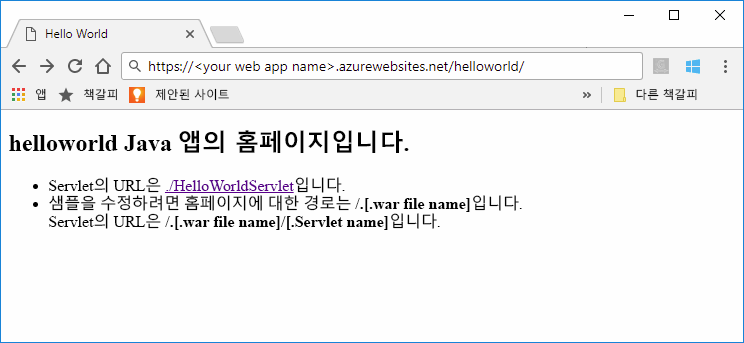 Hello World
https://<your web app name>.azurewebsites.net/helloworld/
앱 책갈피 제안된 사이트 » 다른 책갈피
helloworld Java 앱의 홈페이지입니다.
• Servlet의 URL은 ./HelloWorldServlet입니다.
• 샘플을 수정하려면 홈페이지에 대한 경로는 /.[.war file name]입니다.
Servlet의 URL은 /.[.war file name]/[.Servlet name]입니다.